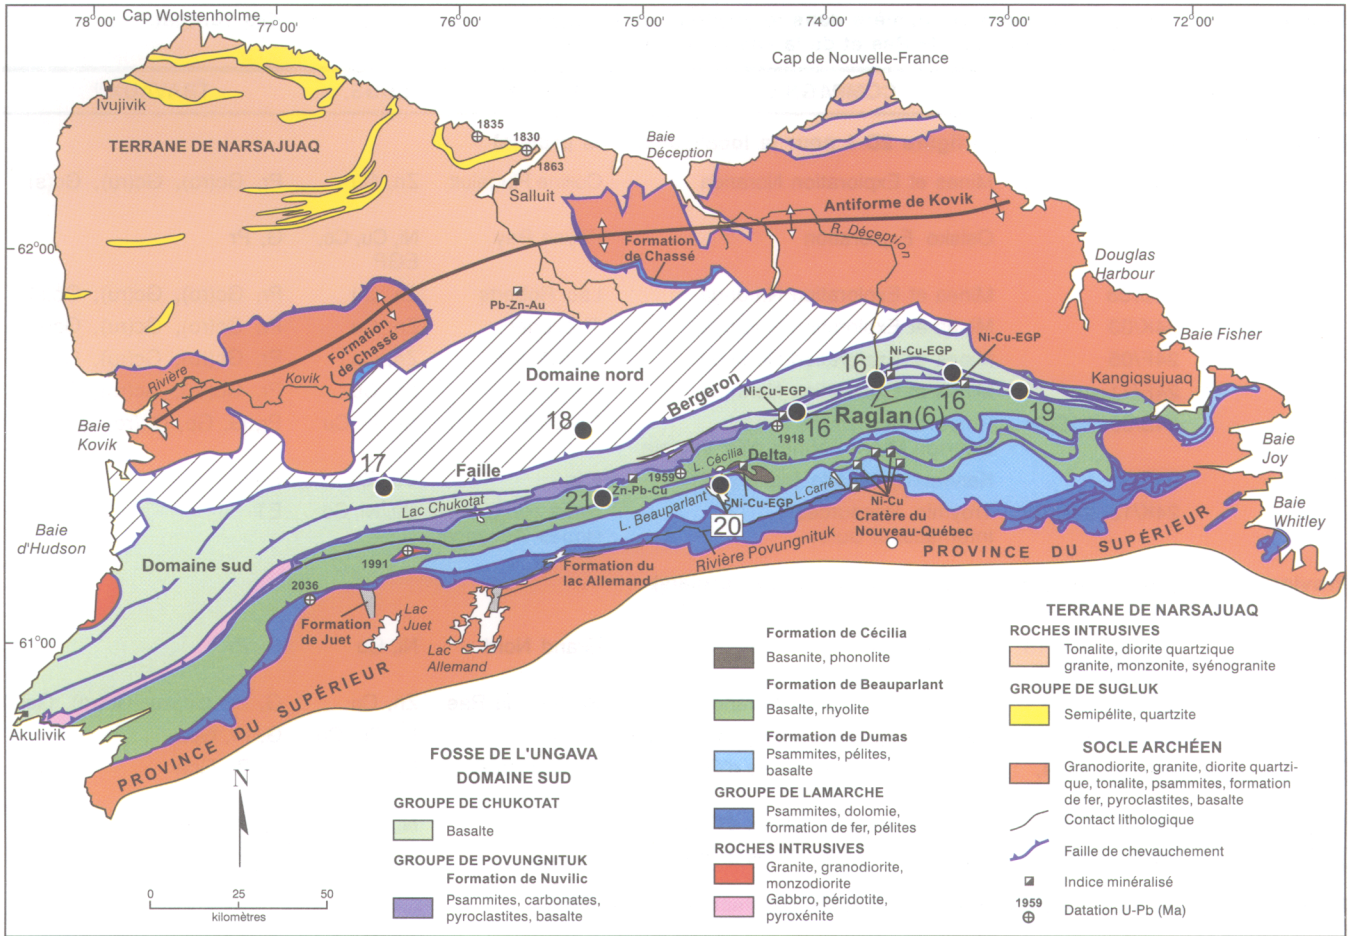 78°00'
Cap Wolstenholme
77°00'
76°00'
75°00'
74°00'
73°00'
72°00'
Cap de Nouvelle-France
Ivujivik
TERRANE DE NARSAJUAQ
1835
1830
1863
Salluit
Baie
Déception
Antiforme de Kovik
R. Déception
Formation
de Chassé
62°00'
Douglas
Harbour
Pb-Zn-Au
Formation
de Chassé
Baie Fisher
Ni-Cu-EGP
Ni-Cu-EGP
16
Rivière
Kovik
Domaine nord
Bergeron
Ni-Cu-EGP
Kangiqsujuaq
16
19
Raglan (6)
16
18
1918
Baie
Kovik
Baie
Joy
17
Faille
L. Cécilia
Delta
1959
Zn-Pb-Cu
21
Lac Chukotat
L. Beauparlant
Ni-Cu-EGP
L. Carré
Ni-Cu
Baie
Whitley
20
Cratère du
Nouveau-Québec
Baie
d'Hudson
Rivière Povungnituk
PROVINCE DU SUPÉRIEUR
Domaine sud
1991
Formation du
lac Allemand
2036
Formation
de Juet
Lac
Juet
Lac
Allemand
61°00'
Akulivik
PROVINCE DU SUPÉRIEUR
N
0 25 50
kilomètres
FOSSE DE L'UNGAVA
DOMAINE SUD
GROUPE DE CHUKOTAT
Basalte
GROUPE DE POVUNGNITUK
Formation de Nuvilic
Psammites, carbonates,
pyroclastites, basalte
Formation de Cécilia
Basanite, phonolite
Formation de Beauparlant
Basalte, rhyolite
Formation de Dumas
Psammites, pélites,
basalte
GROUPE DE LAMARCHE
Psammites, dolomie,
formation de fer, pélites
ROCHES INTRUSIVES
Granite, granodiorite,
monzodiorite
Gabbro, péridotite,
pyroxénite
TERRANE DE NARSAJUAQ
ROCHES INTRUSIVES
Tonalite, diorite quartzique
granite, monzonite, syénogranite
GROUPE DE SUGLUK
Semipélite, quartzite
SOCLE ARCHÉEN
Granodiorite, granite, diorite quartzi-
que, tonalite, psammites, formation
de fer, pyroclastites, basalte
Contact lithologique
Faille de chevauchement
Indice minéralisé
1959
Datation U-Pb (Ma)